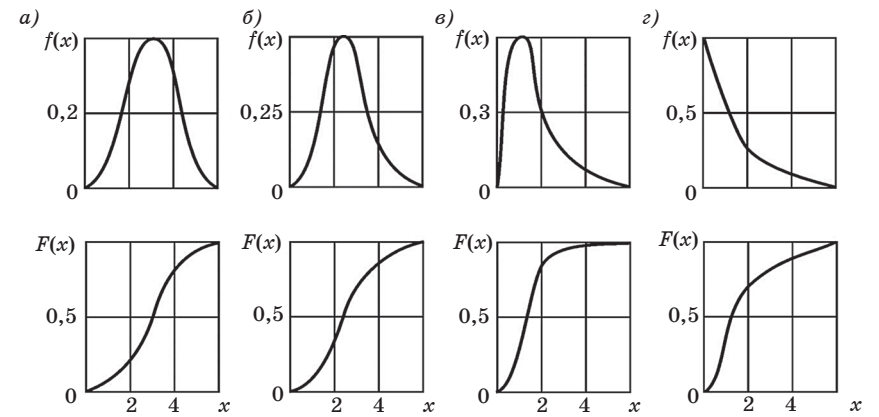 а) б) в) г)
f(x) f(x) f(x) f(x)
0,2 0,25 0,3 0,5
0 0 0 0
F(x) F(x) F(x) F(x)
0,5 0,5 0,5 0,5
0 0 0 0
2 4 x 2 4 x 2 4 x 2 4 x